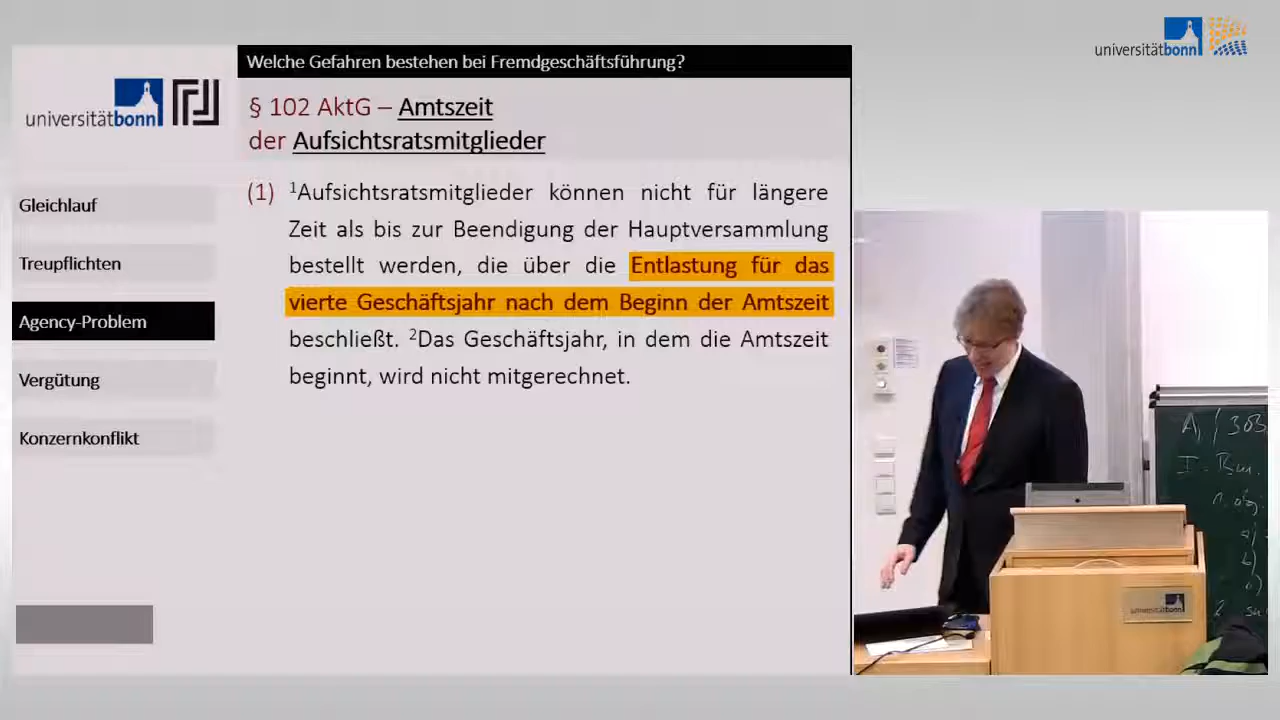 universitätbonn
Welche Gefahren bestehen bei Fremdgeschäftsführung?
universitätbonn
§ 102 AktG – Amtszeit
der Aufsichtsratsmitglieder
Gleichlauf
Treupflichten
Agency-Problem
Vergütung
Konzernkonflikt
(1) ¹Aufsichtsratsmitglieder können nicht für längere
Zeit als bis zur Beendigung der Hauptversammlung
bestellt werden, die über die Entlastung für das
vierte Geschäftsjahr nach dem Beginn der Amtszeit
beschließt. ²Das Geschäftsjahr, in dem die Amtszeit
beginnt, wird nicht mitgerechnet.
universitätbonn